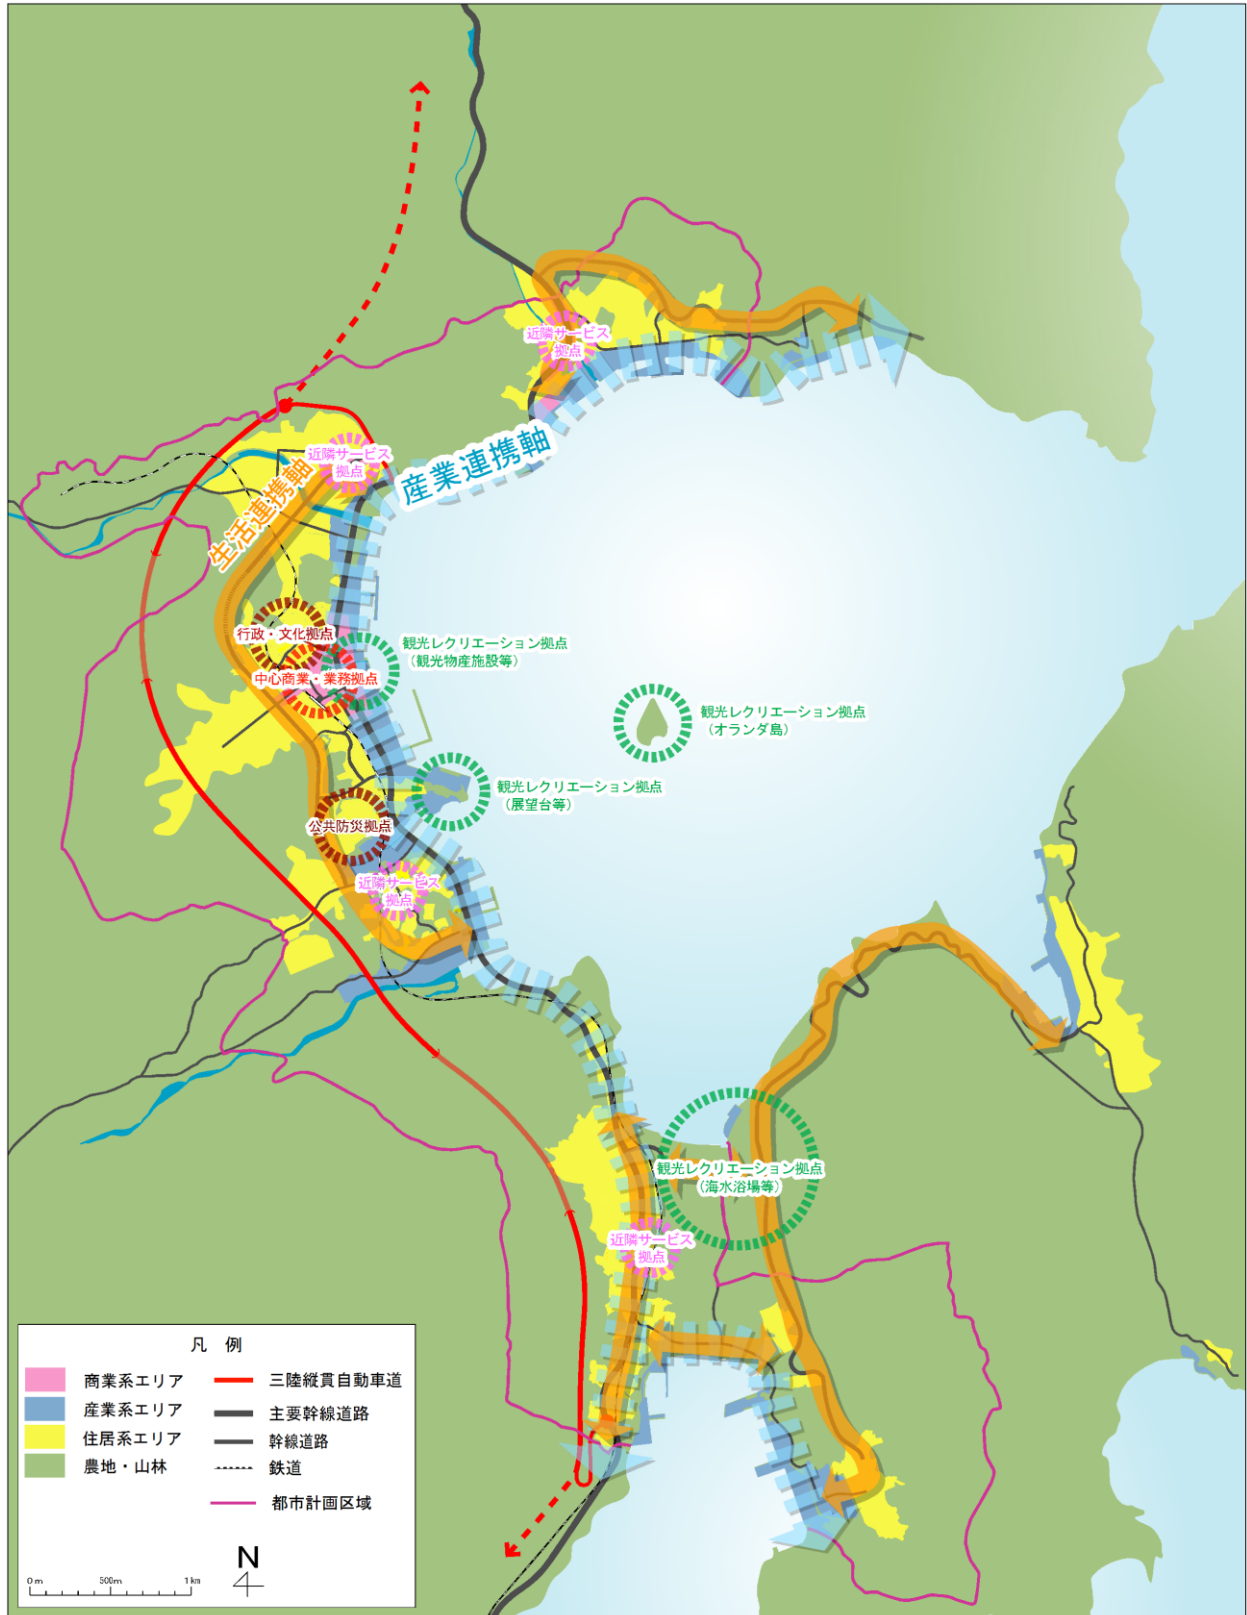 近隣サービス
拠点
産業連携軸
近隣サービス
拠点
生活連携軸
行政・文化拠点
観光レクリエーション拠点
（観光物産施設等）
中心商業・業務拠点
観光レクリエーション拠点
（オランダ島）
観光レクリエーション拠点
（展望台等）
公共防災拠点
近隣サービス
拠点
観光レクリエーション拠点
（海水浴場等）
近隣サービス
拠点
凡 例
商業系エリア
三陸縦貫自動車道
産業系エリア
主要幹線道路
住居系エリア
幹線道路
農地・山林
鉄道
都市計画区域
N
0m 500m 1km